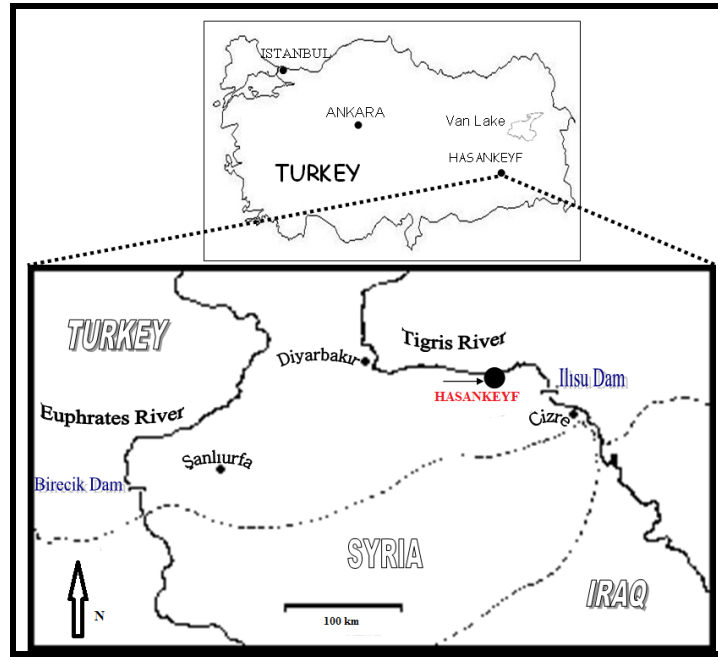 ISTANBUL
ANKARA
Van Lake
HASANKEYF
TURKEY
TURKEY
Tigris River
Diyarbakır
Ilısu Dam
HASANKEYF
Euphrates River
Cizre
Şanlıurfa
Birecik Dam
SYRIA
IRAQ
N
100 km